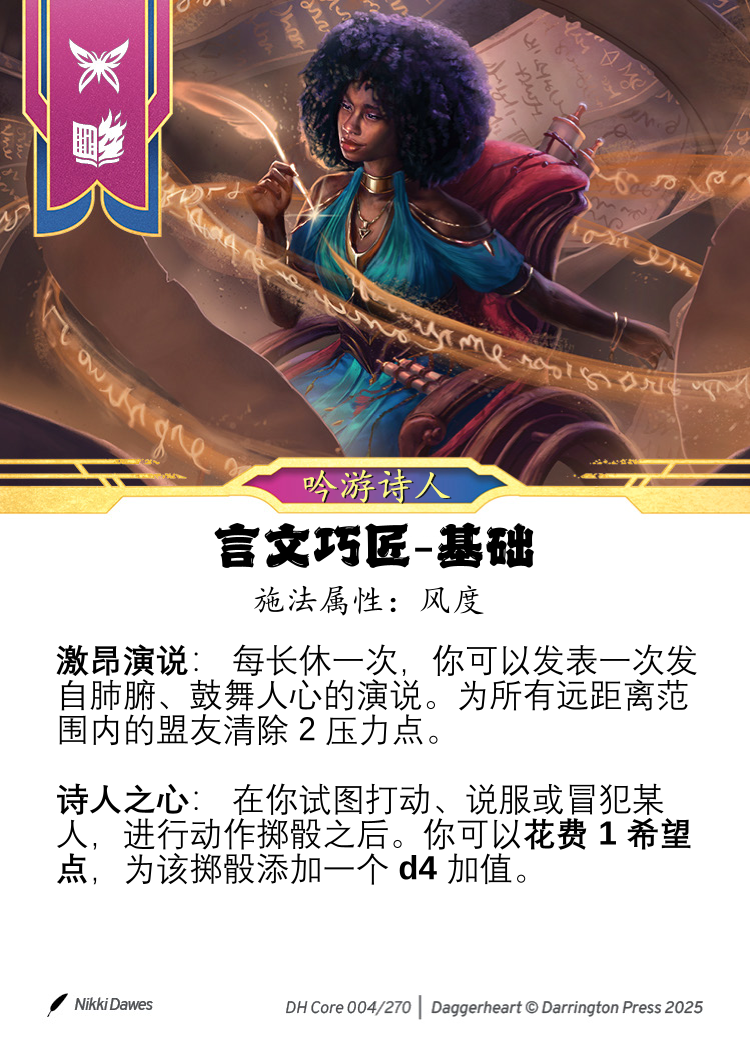 吟游诗人
言文巧匠-基础
施法属性：风度
激昂演说： 每长休一次，你可以发表一次发
自肺腑、鼓舞人心的演说。为所有远距离范
围内的盟友清除 2 压力点。
诗人之心： 在你试图打动、说服或冒犯某
人，进行动作掷骰之后。你可以花费 1 希望
点，为该掷骰添加一个 d4 加值。
Nikki Dawes
DH Core 004/270 | Daggerheart © Darrington Press 2025